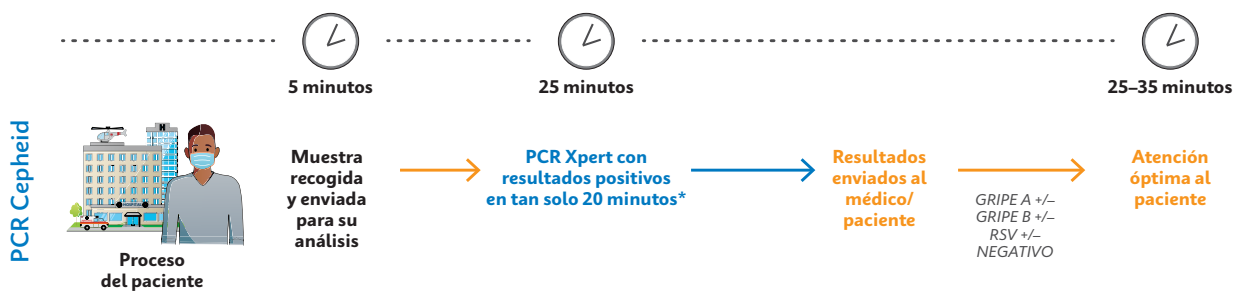 5 minutos
25 minutos
25–35 minutos
PCR Cepheid
Proceso
del paciente
Muestra
recogida
y enviada
para su
análisis
PCR Xpert con
resultados positivos
en tan solo 20 minutos*
Resultados
enviados al
médico/
paciente
GRIPE A +/–
GRIPE B +/–
RSV +/–
NEGATIVO
Atención
óptima al
paciente
H